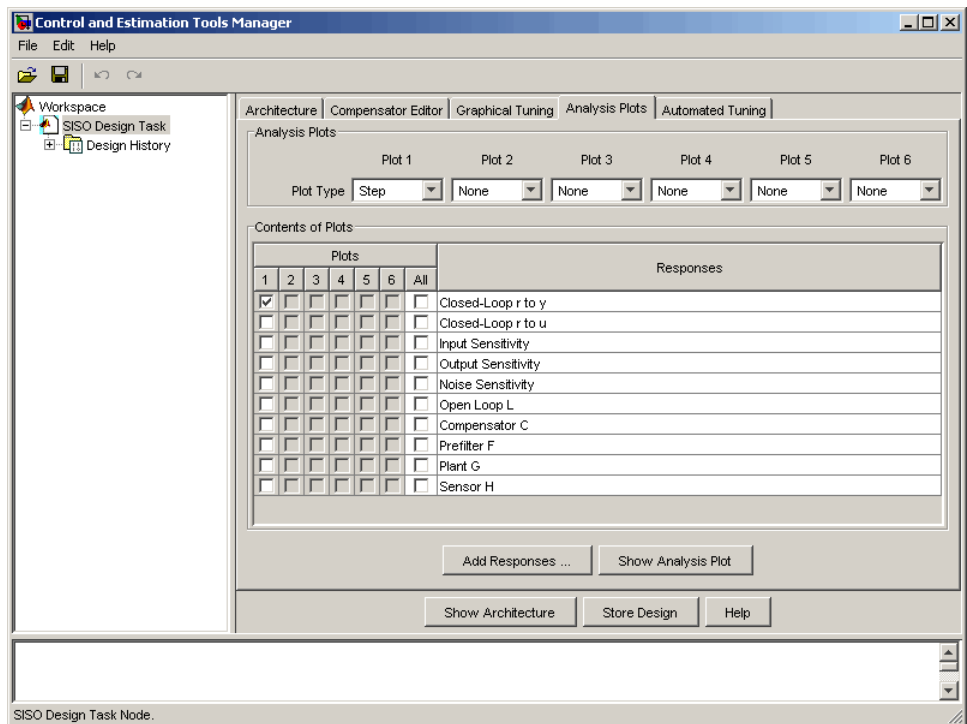 Control and Estimation Tools Manager
File Edit Help
Workspace
SISO Design Task
Design History
Architecture Compensator Editor Graphical Tuning Analysis Plots Automated Tuning
Analysis Plots
Plot 1 Plot 2 Plot 3 Plot 4 Plot 5 Plot 6
Plot Type Step None None None None None
Contents of Plots
Plots
Responses
1 2 3 4 5 6 All
Closed-Loop r to y
Closed-Loop r to u
Input Sensitivity
Output Sensitivity
Noise Sensitivity
Open Loop L
Compensator C
Prefilter F
Plant G
Sensor H
Add Responses ... Show Analysis Plot
Show Architecture Store Design Help
SISO Design Task Node.